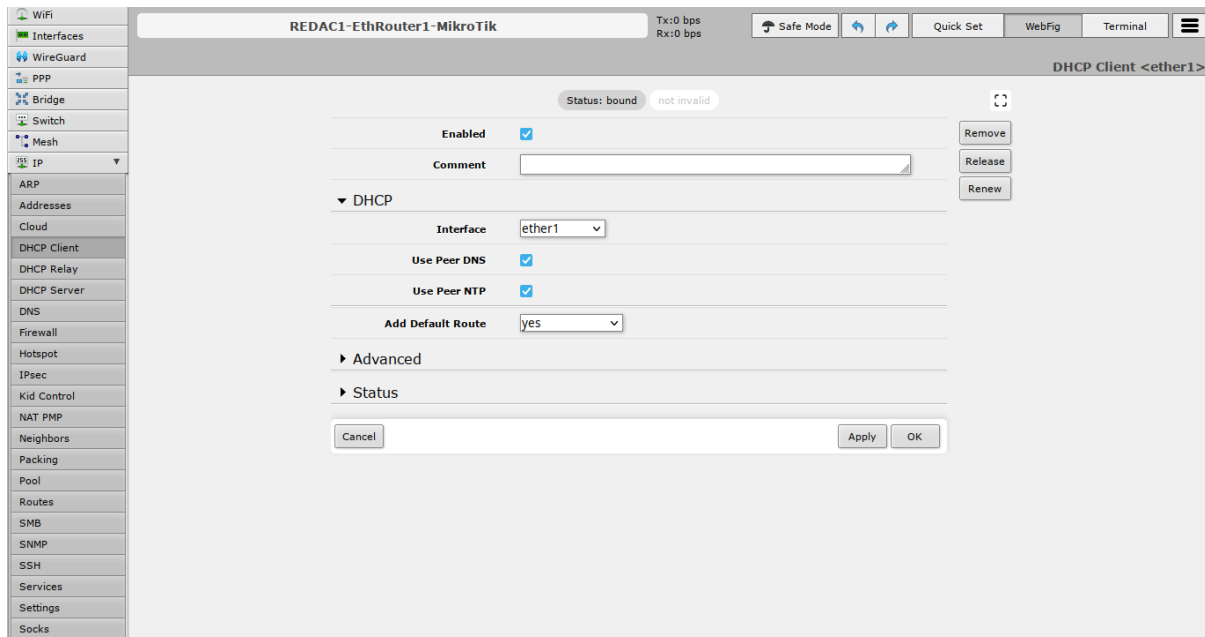 WiFi
Interfaces
WireGuard
PPP
Bridge
Switch
Mesh
IP
ARP
Addresses
Cloud
DHCP Client
DHCP Relay
DHCP Server
DNS
Firewall
Hotspot
IPsec
Kid Control
NAT PMP
Neighbors
Packing
Pool
Routes
SMB
SNMP
SSH
Services
Settings
Socks
REDAC1-EthRouter1-MikroTik
Tx:0 bps
Rx:0 bps
Safe Mode
Quick Set
WebFig
Terminal
DHCP Client <ether1>
Status: bound not invalid
Enabled
Comment
Remove
Release
Renew
DHCP
Interface ether1
Use Peer DNS
Use Peer NTP
Add Default Route yes
Advanced
Status
Cancel Apply OK